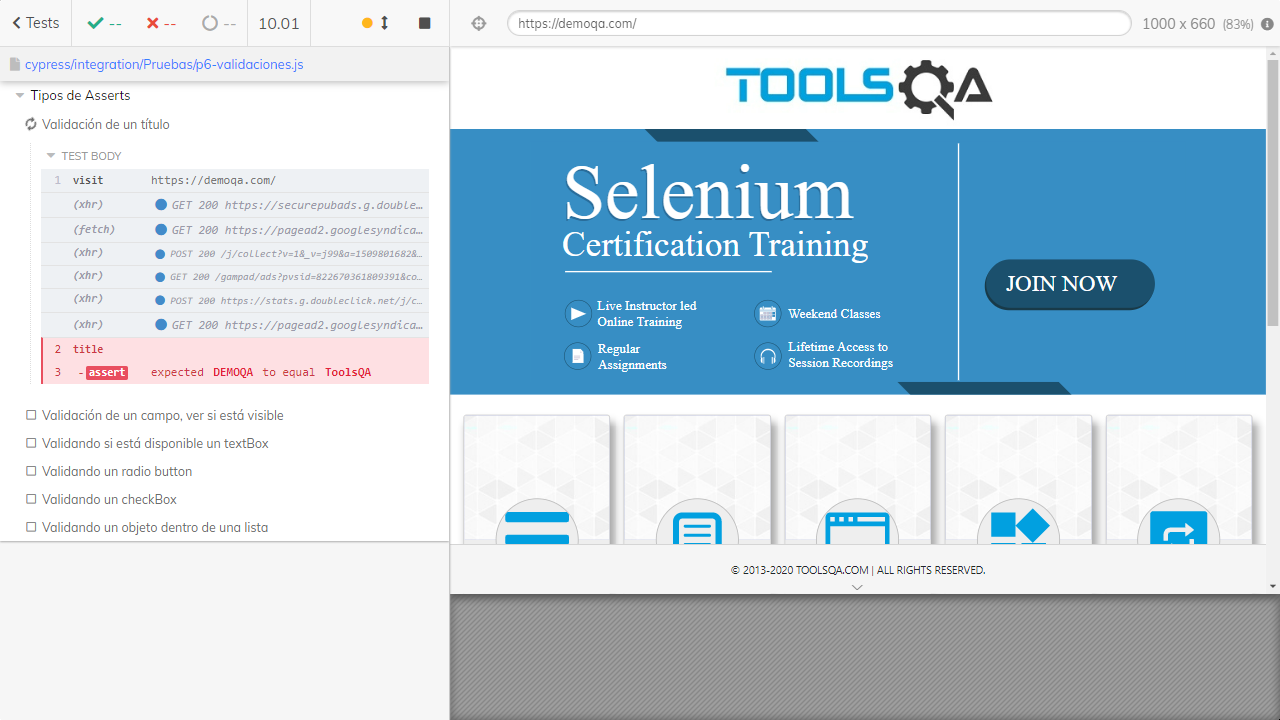 Tests
--
--
--
10.01
https://demoqa.com/
1000 x 660 (83%)
cypress/integration/Pruebas/p6-validaciones.js
Tipos de Asserts
Validación de un título
TEST BODY
1 visit https://demoqa.com/
(xhr) GET 200 https://securepubads.g.double…
(fetch) GET 200 https://pagead2.googlesyndica…
(xhr) POST 200 /j/collect?v=1&_v=j99&a=1509801682&…
(xhr) GET 200 /gampad/ads?pvsid=822670361809391&co…
(xhr) POST 200 https://stats.g.doubleclick.net/j/c…
(xhr) GET 200 https://pagead2.googlesyndica…
2 title
3 -assert expected DEMOQA to equal ToolsQA
Validación de un campo, ver si está visible
Validando si está disponible un textBox
Validando un radio button
Validando un checkBox
Validando un objeto dentro de una lista
TOOLSQA
Selenium
Certification Training
Live Instructor led
Online Training
Weekend Classes
Regular
Assignments
Lifetime Access to
Session Recordings
JOIN NOW
© 2013-2020 TOOLSQA.COM | ALL RIGHTS RESERVED.